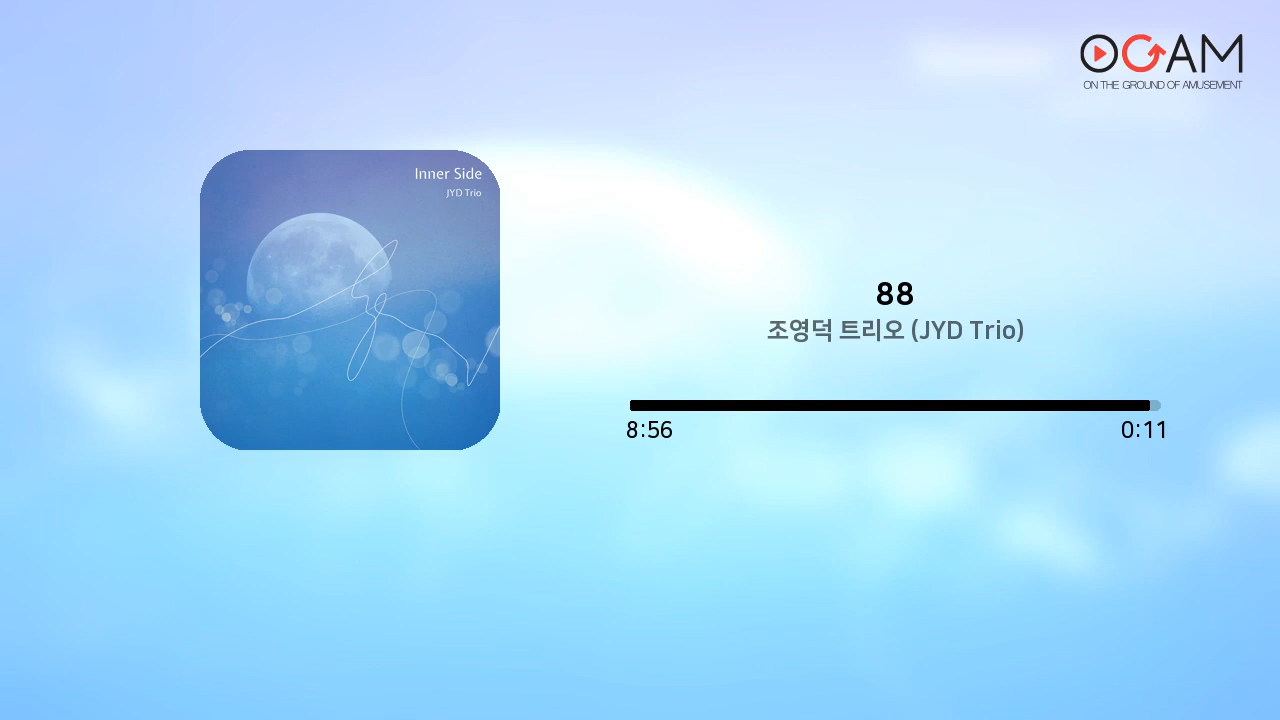 OGAM
ON THE GROUND OF AMUSEMENT
Inner Side
JYD Trio
88
조영덕 트리오 (JYD Trio)
8:56
0:11